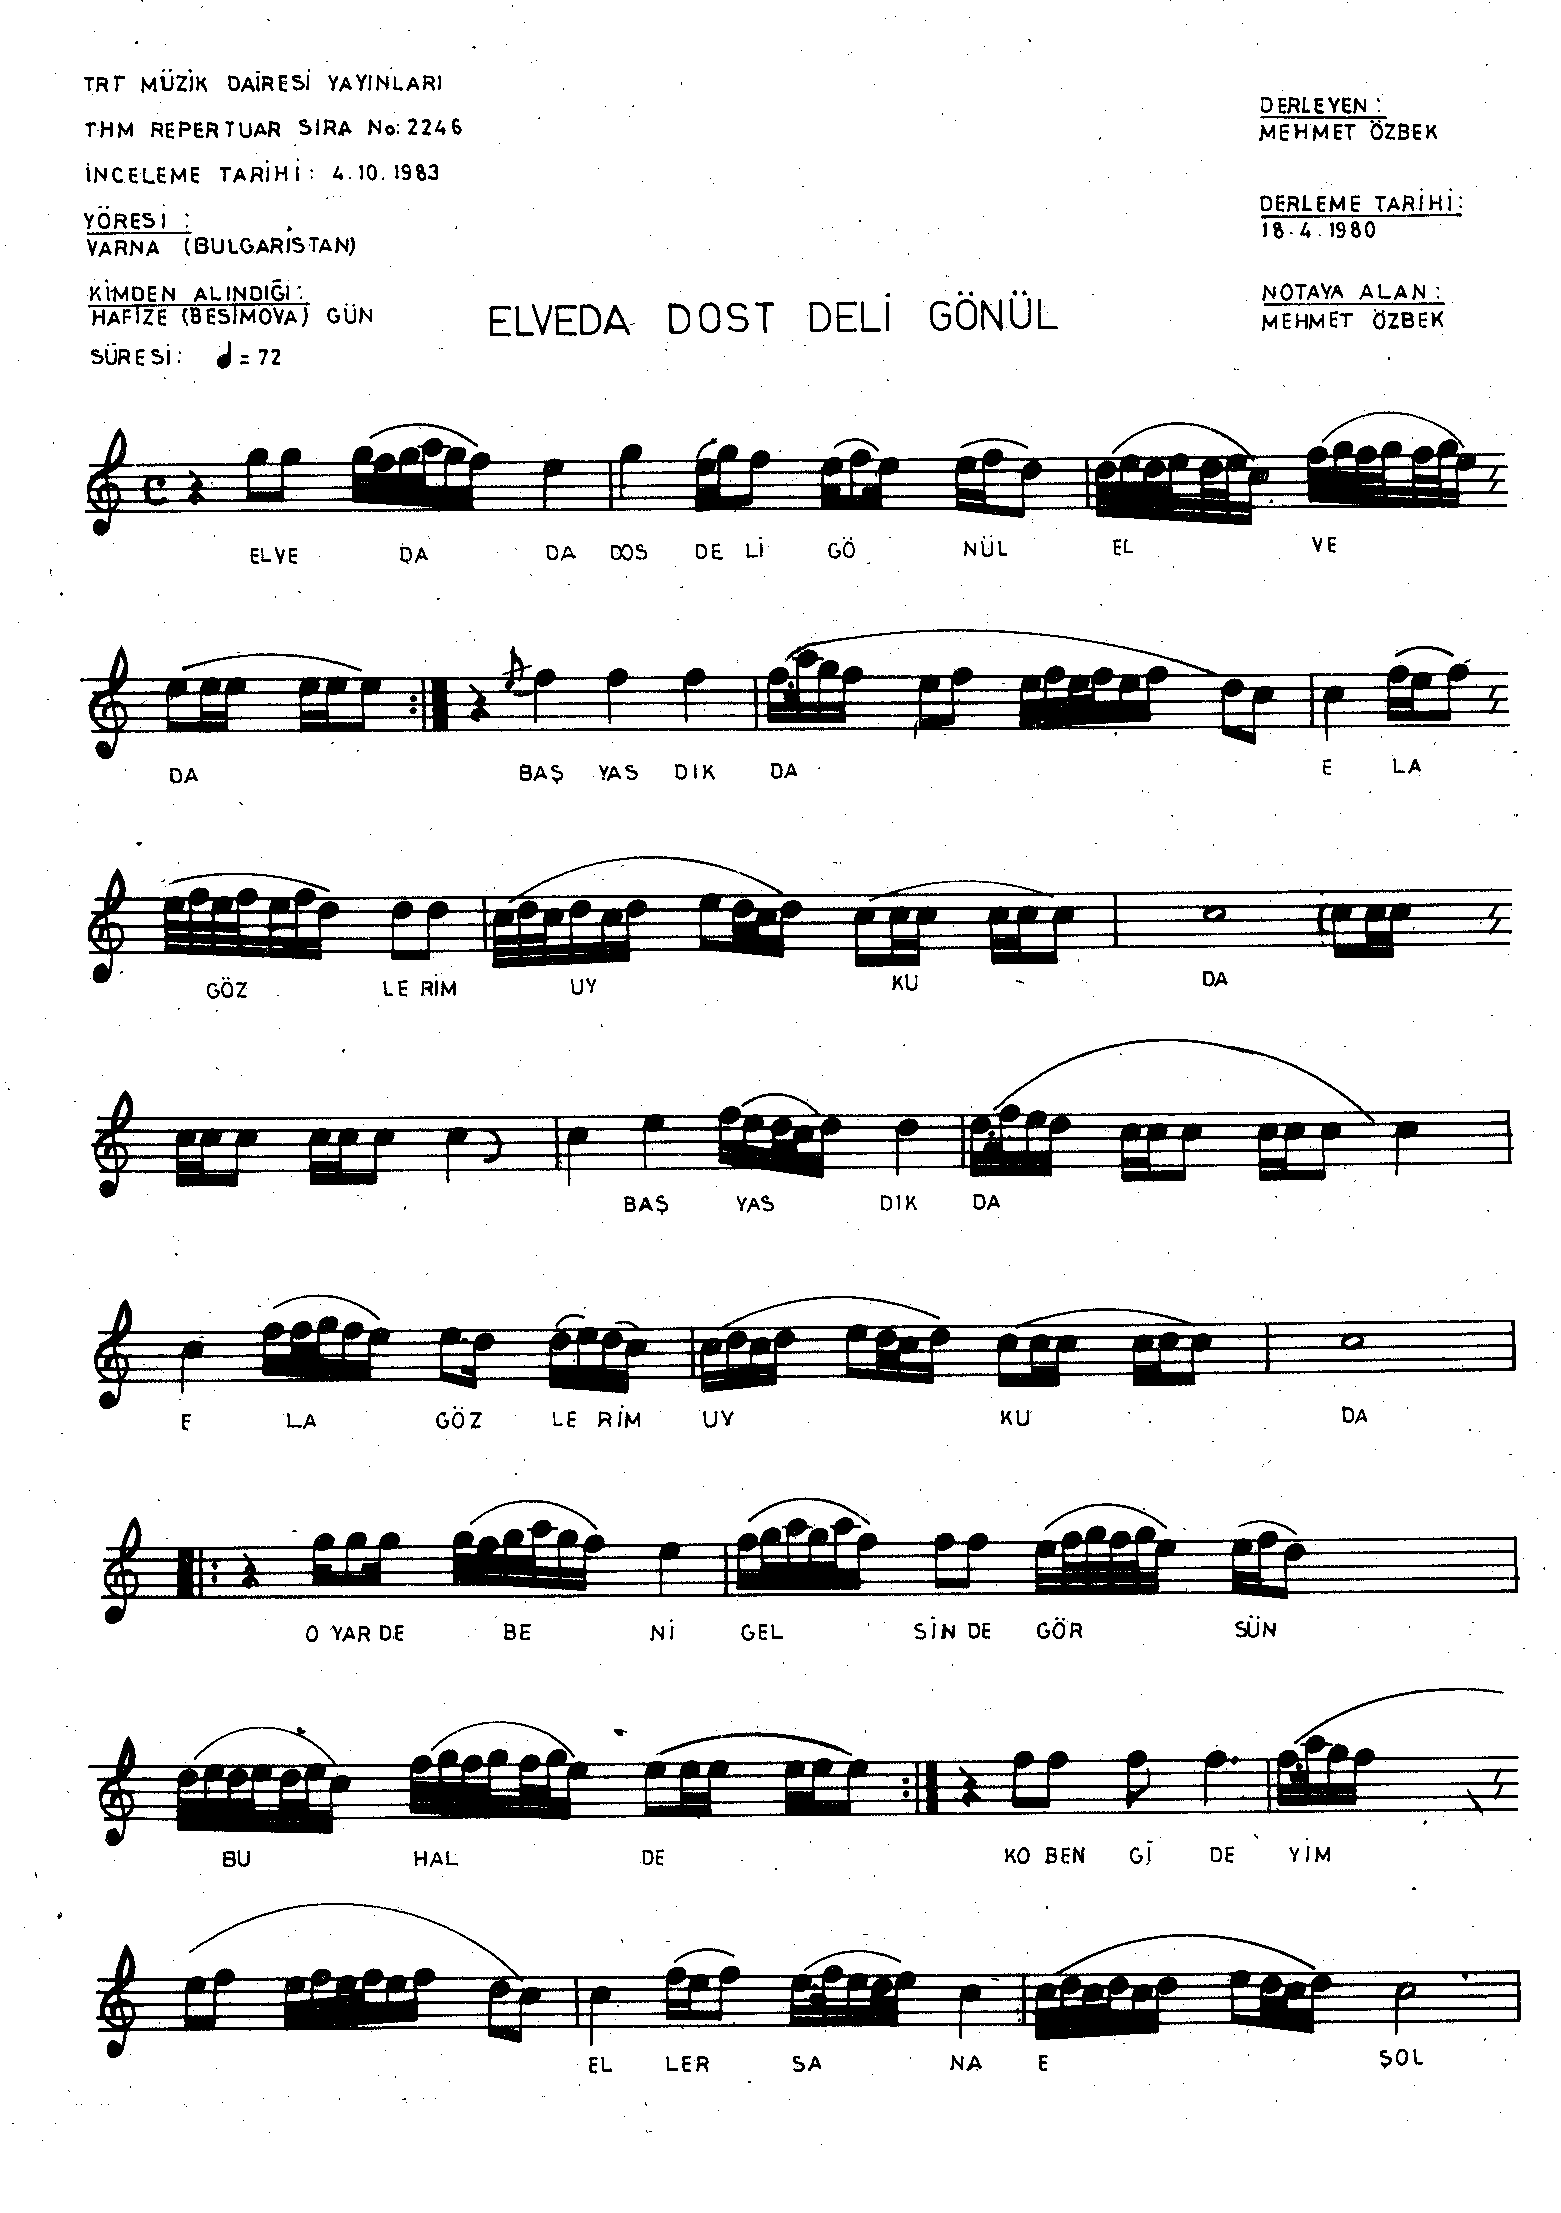 TRT MÜZİK DAİRESİ YAYINLARI
THM REPERTUAR SIRA No: 2246
İNCELEME TARİHİ: 4.10.1983
YÖRESİ :
VARNA (BULGARİSTAN)
KİMDEN ALINDIĞI:
HAFİZE (BESİMOVA) GÜN
SÜRESİ: ♩ = 72
DERLEYEN :
MEHMET ÖZBEK
DERLEME TARİHİ:
18.4.1980
NOTAYA ALAN :
MEHMET ÖZBEK
ELVEDA DOST DELİ GÖNÜL
ELVE DA DA DOS DE Lİ GÖ NÜL EL VE
DA BAŞ YAS DIK DA E LA
GÖZ LE RİM UY KU - DA
BAŞ YAS DIK DA
E LA GÖZ LE RİM UY KU DA
O YAR DE BE Nİ GEL SİN DE GÖR SÜN
BU HAL DE KO BEN Gİ DE YİM
EL LER SA NA E ŞOL